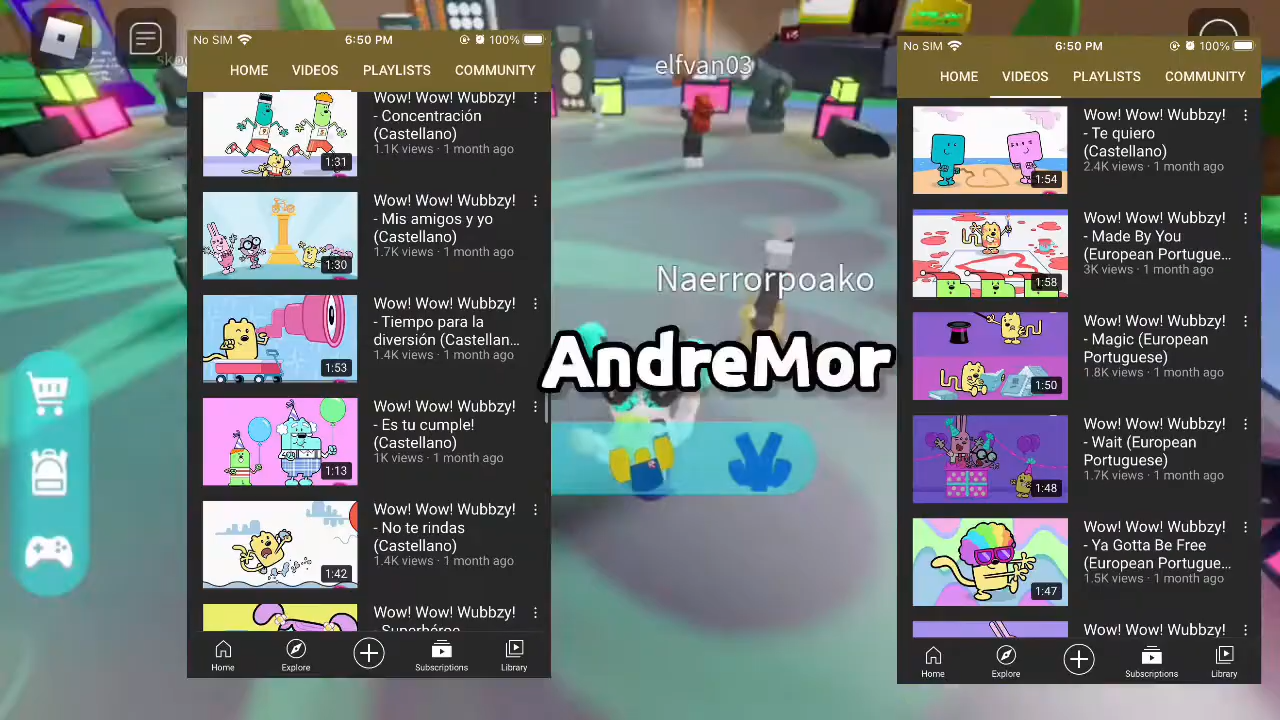 elfvan03
Naerrorpoako
AndreMor
No SIM
6:50 PM
100%
HOME
VIDEOS
PLAYLISTS
COMMUNITY
Wow! Wow! Wubbzy!
- Concentración
(Castellano)
1.1K views · 1 month ago
1:31
Wow! Wow! Wubbzy!
- Mis amigos y yo
(Castellano)
1.7K views · 1 month ago
1:30
Wow! Wow! Wubbzy!
- Tiempo para la
diversión (Castellan...
1.4K views · 1 month ago
1:53
Wow! Wow! Wubbzy!
- Es tu cumple!
(Castellano)
1K views · 1 month ago
1:13
Wow! Wow! Wubbzy!
- No te rindas
(Castellano)
1.4K views · 1 month ago
1:42
Wow! Wow! Wubbzy!
- Superhéroe
Home
Explore
Subscriptions
Library
No SIM
6:50 PM
100%
HOME
VIDEOS
PLAYLISTS
COMMUNITY
Wow! Wow! Wubbzy!
- Te quiero
(Castellano)
2.4K views · 1 month ago
1:54
Wow! Wow! Wubbzy!
- Made By You
(European Portugue...
3K views · 1 month ago
1:58
Wow! Wow! Wubbzy!
- Magic (European
Portuguese)
1.8K views · 1 month ago
1:50
Wow! Wow! Wubbzy!
- Wait (European
Portuguese)
1.7K views · 1 month ago
1:48
Wow! Wow! Wubbzy!
- Ya Gotta Be Free
(European Portugue...
1.5K views · 1 month ago
1:47
Wow! Wow! Wubbzy!
Home
Explore
Subscriptions
Library